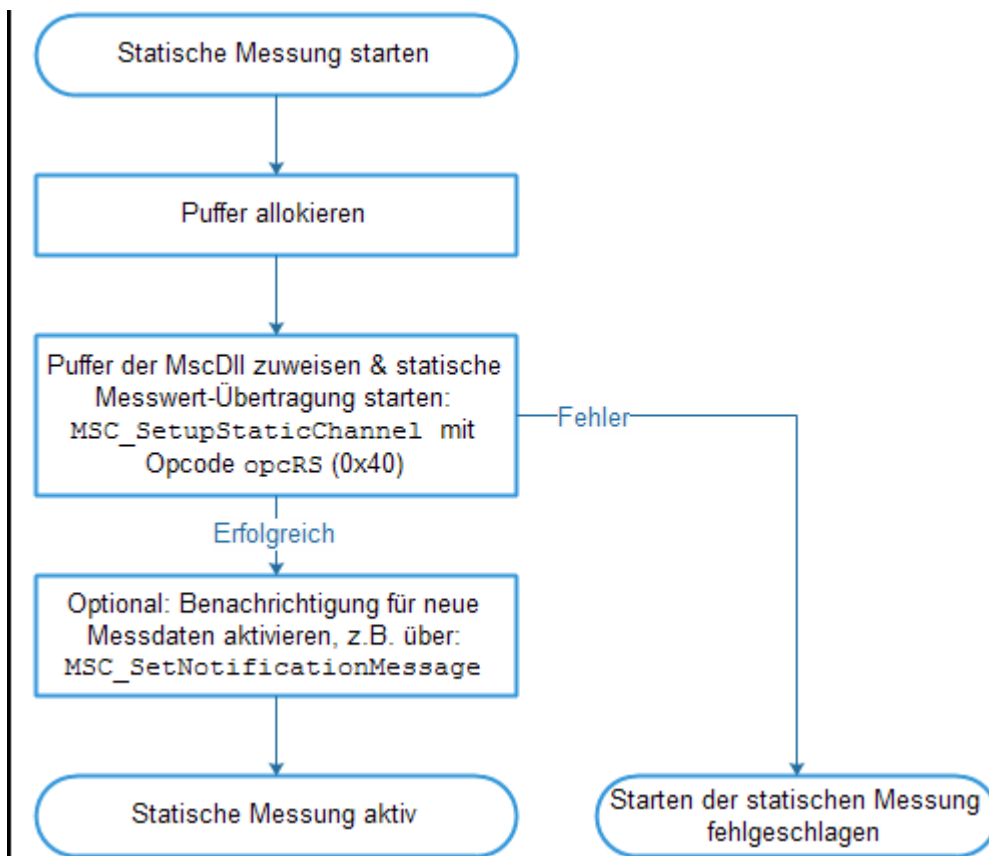 Statische Messung starten
Puffer allokieren
Puffer der MscDll zuweisen & statische
Messwert-Übertragung starten:
MSC_SetupStaticChannel mit
Opcode opcRS (0x40)
Fehler
Erfolgreich
Optional: Benachrichtigung für neue
Messdaten aktivieren, z.B. über:
MSC_SetNotificationMessage
Statische Messung aktiv
Starten der statischen Messung
fehlgeschlagen